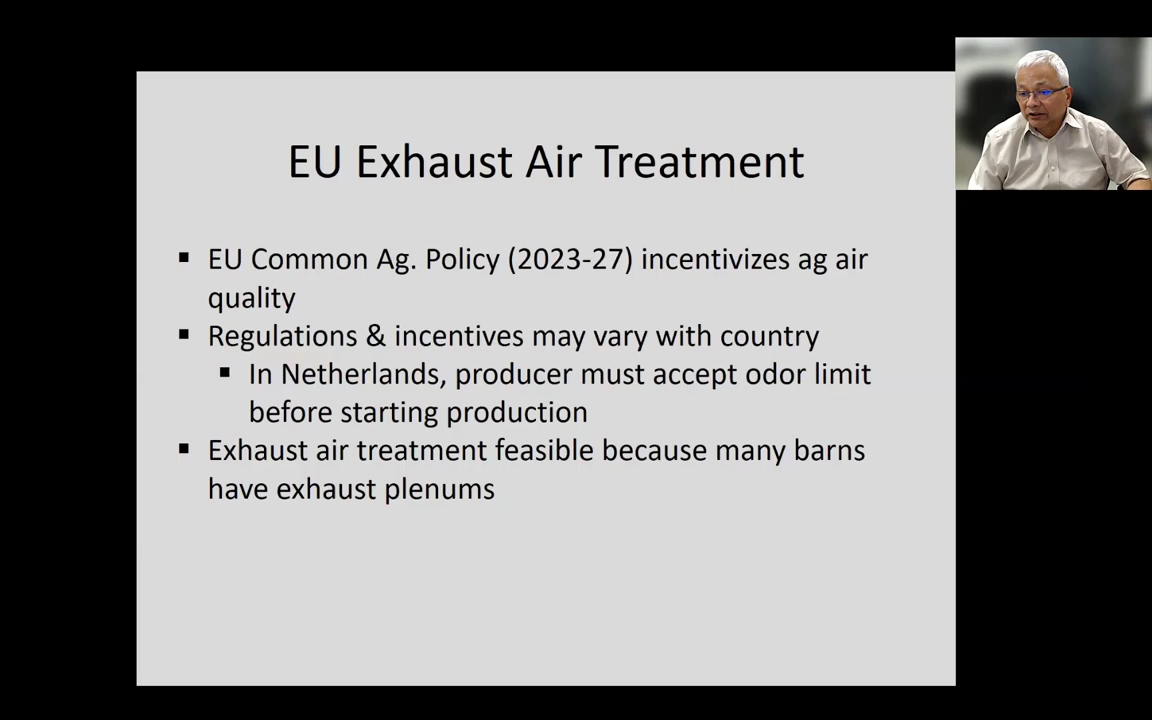 EU Exhaust Air Treatment
▪ EU Common Ag. Policy (2023-27) incentivizes ag air
quality
▪ Regulations & incentives may vary with country
▪ In Netherlands, producer must accept odor limit
before starting production
▪ Exhaust air treatment feasible because many barns
have exhaust plenums